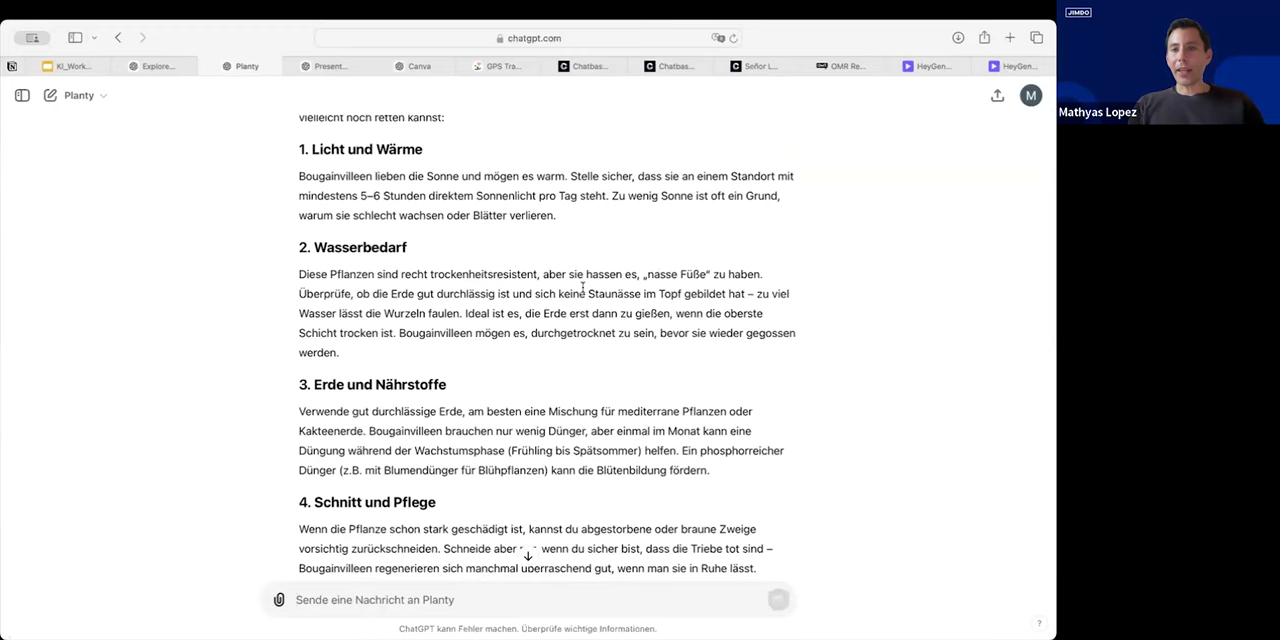 JIMDO
chatgpt.com
KI_Work... Explore... Planty Present... Canva GPS Tra... Chatbas... Chatbas... Señor L... OMR Re... HeyGen... HeyGen...
Planty
M
Mathyas Lopez
vielleicht noch retten kannst:
1. Licht und Wärme
Bougainvilleen lieben die Sonne und mögen es warm. Stelle sicher, dass sie an einem Standort mit
mindestens 5–6 Stunden direktem Sonnenlicht pro Tag steht. Zu wenig Sonne ist oft ein Grund,
warum sie schlecht wachsen oder Blätter verlieren.
2. Wasserbedarf
Diese Pflanzen sind recht trockenheitsresistent, aber sie hassen es, „nasse Füße“ zu haben.
Überprüfe, ob die Erde gut durchlässig ist und sich keine Staunässe im Topf gebildet hat – zu viel
Wasser lässt die Wurzeln faulen. Ideal ist es, die Erde erst dann zu gießen, wenn die oberste
Schicht trocken ist. Bougainvilleen mögen es, durchgetrocknet zu sein, bevor sie wieder gegossen
werden.
3. Erde und Nährstoffe
Verwende gut durchlässige Erde, am besten eine Mischung für mediterrane Pflanzen oder
Kakteenerde. Bougainvilleen brauchen nur wenig Dünger, aber einmal im Monat kann eine
Düngung während der Wachstumsphase (Frühling bis Spätsommer) helfen. Ein phosphorreicher
Dünger (z.B. mit Blumendünger für Blühpflanzen) kann die Blütenbildung fördern.
4. Schnitt und Pflege
Wenn die Pflanze schon stark geschädigt ist, kannst du abgestorbene oder braune Zweige
vorsichtig zurückschneiden. Schneide aber wenn du sicher bist, dass die Triebe tot sind –
Bougainvilleen regenerieren sich manchmal überraschend gut, wenn man sie in Ruhe lässt.
Sende eine Nachricht an Planty
ChatGPT kann Fehler machen. Überprüfe wichtige Informationen.
?